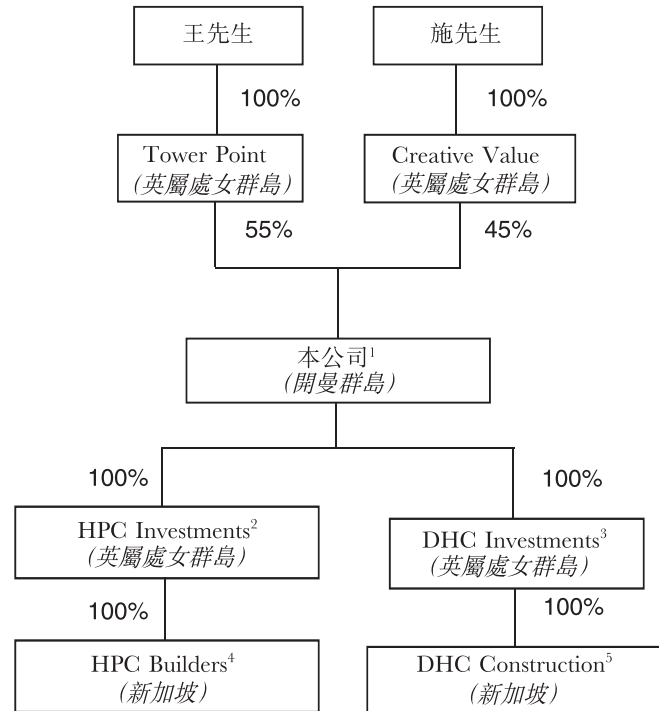 王先生
施先生
100%
100%
Tower Point
(英屬處女群島)
Creative Value
(英屬處女群島)
55%
45%
本公司¹
(開曼群島)
100%
100%
HPC Investments²
(英屬處女群島)
DHC Investments³
(英屬處女群島)
100%
100%
HPC Builders⁴
(新加坡)
DHC Construction⁵
(新加坡)